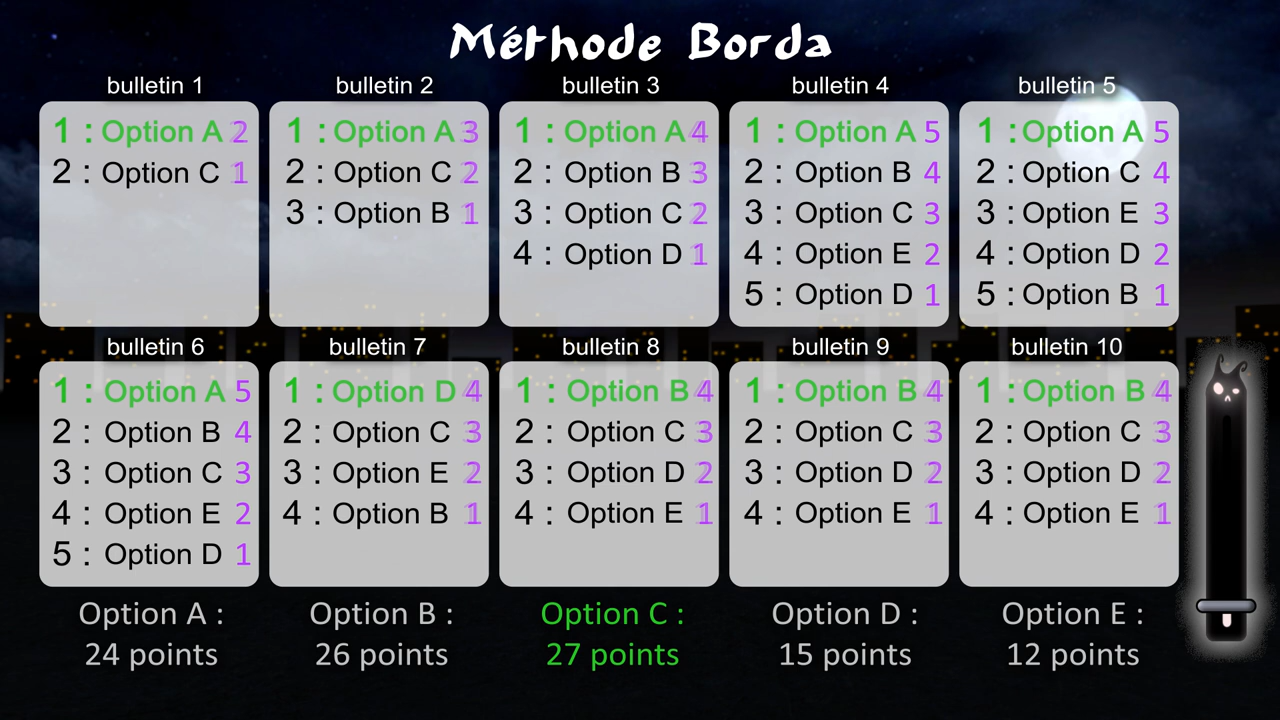 Méthode Borda
bulletin 1
1 : Option A 2
2 : Option C 1
bulletin 2
1 : Option A 3
2 : Option C 2
3 : Option B 1
bulletin 3
1 : Option A 4
2 : Option B 3
3 : Option C 2
4 : Option D 1
bulletin 4
1 : Option A 5
2 : Option B 4
3 : Option C 3
4 : Option E 2
5 : Option D 1
bulletin 5
1 : Option A 5
2 : Option C 4
3 : Option E 3
4 : Option D 2
5 : Option B 1
bulletin 6
1 : Option A 5
2 : Option B 4
3 : Option C 3
4 : Option E 2
5 : Option D 1
bulletin 7
1 : Option D 4
2 : Option C 3
3 : Option E 2
4 : Option B 1
bulletin 8
1 : Option B 4
2 : Option C 3
3 : Option D 2
4 : Option E 1
bulletin 9
1 : Option B 4
2 : Option C 3
3 : Option D 2
4 : Option E 1
bulletin 10
1 : Option B 4
2 : Option C 3
3 : Option D 2
4 : Option E 1
Option A :
24 points
Option B :
26 points
Option C :
27 points
Option D :
15 points
Option E :
12 points